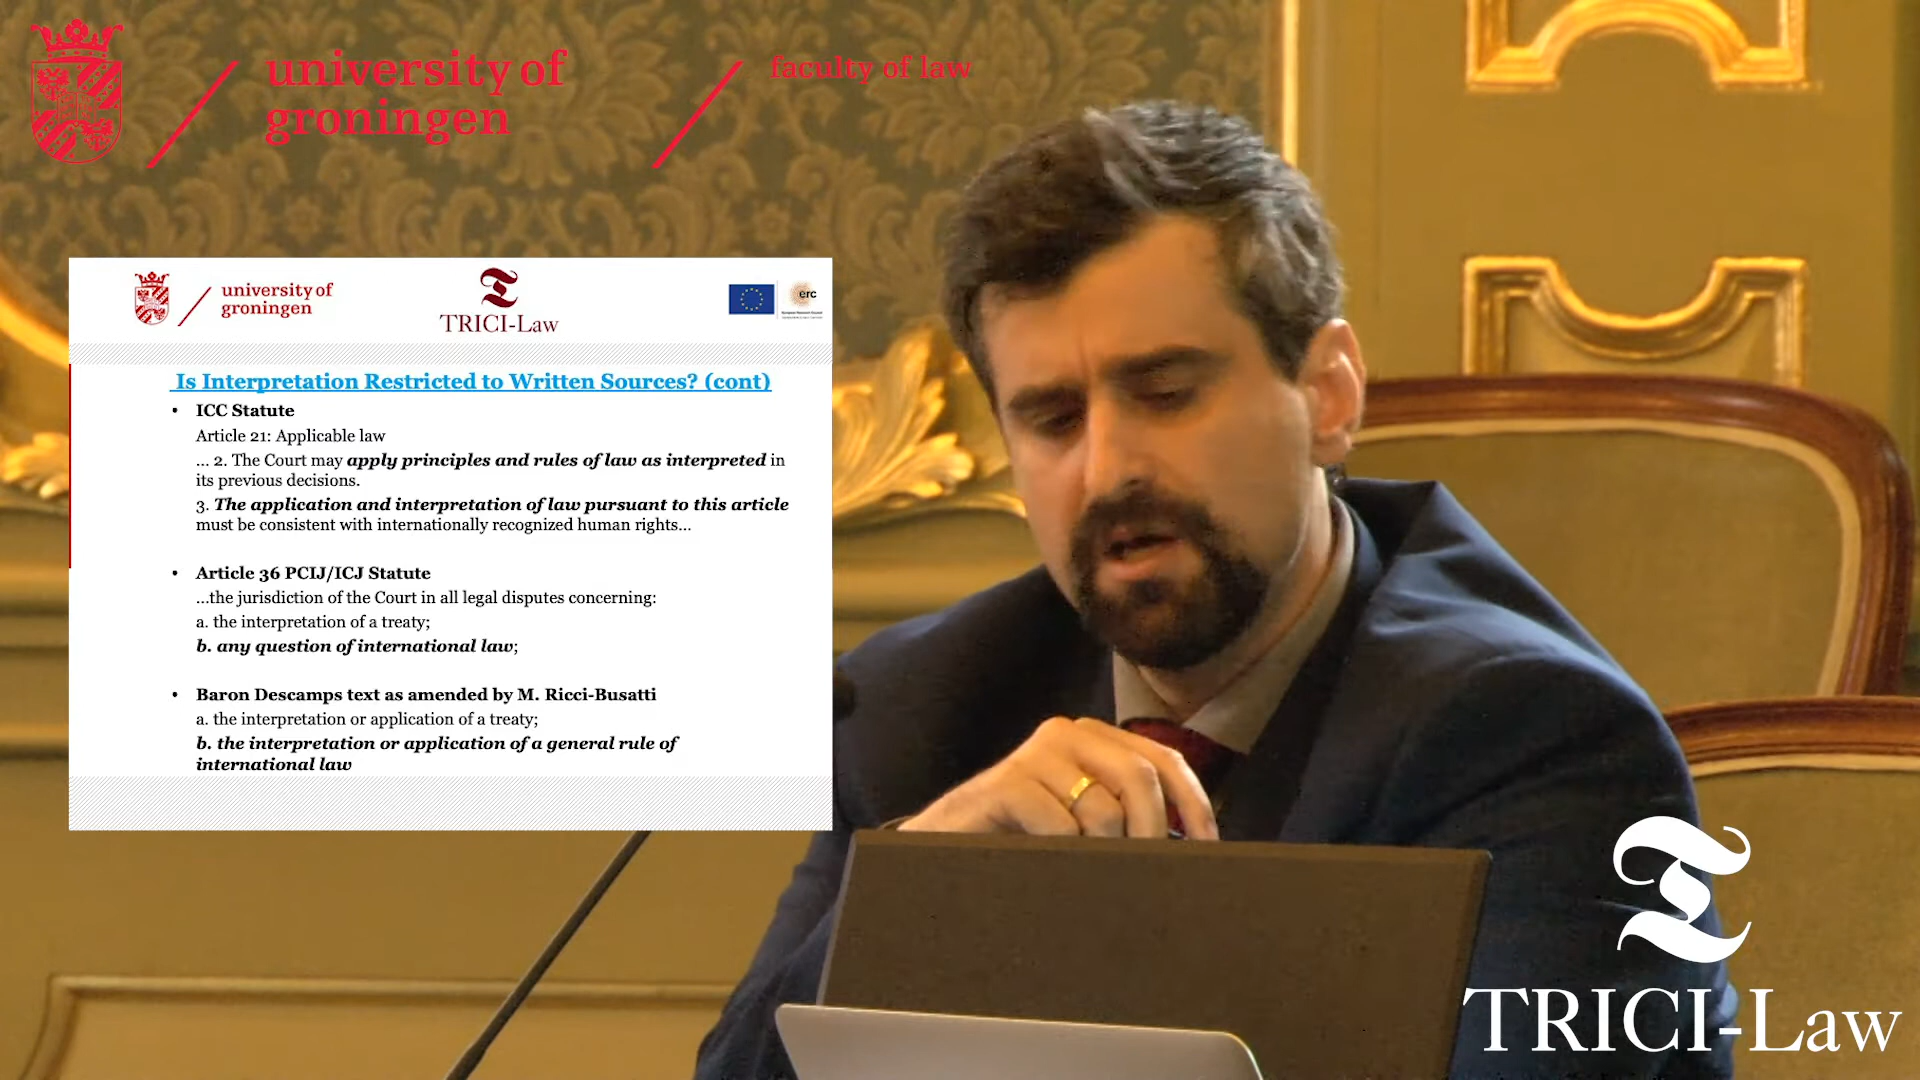 university of
groningen
faculty of law
university of
groningen
TRICI-Law
erc
Is Interpretation Restricted to Written Sources? (cont)
• ICC Statute
Article 21: Applicable law
... 2. The Court may apply principles and rules of law as interpreted in
its previous decisions.
3. The application and interpretation of law pursuant to this article
must be consistent with internationally recognized human rights...
• Article 36 PCIJ/ICJ Statute
...the jurisdiction of the Court in all legal disputes concerning:
a. the interpretation of a treaty;
b. any question of international law;
• Baron Descamps text as amended by M. Ricci-Busatti
a. the interpretation or application of a treaty;
b. the interpretation or application of a general rule of
international law
TRICI-Law